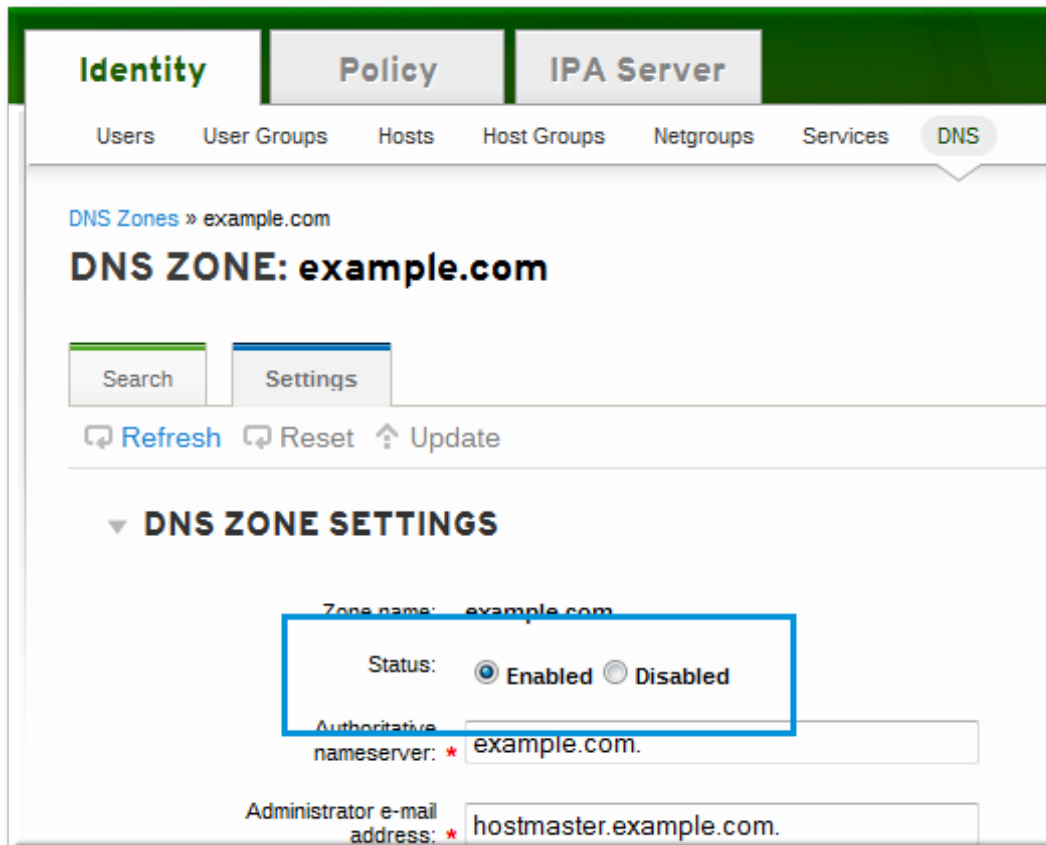 Identity Policy IPA Server
Users User Groups Hosts Host Groups Netgroups Services DNS
DNS Zones » example.com
DNS ZONE: example.com
Search Settings
Refresh Reset Update
DNS ZONE SETTINGS
Zone name: example.com
Status: Enabled Disabled
Authoritative
nameserver: * example.com.
Administrator e-mail
address: * hostmaster.example.com.